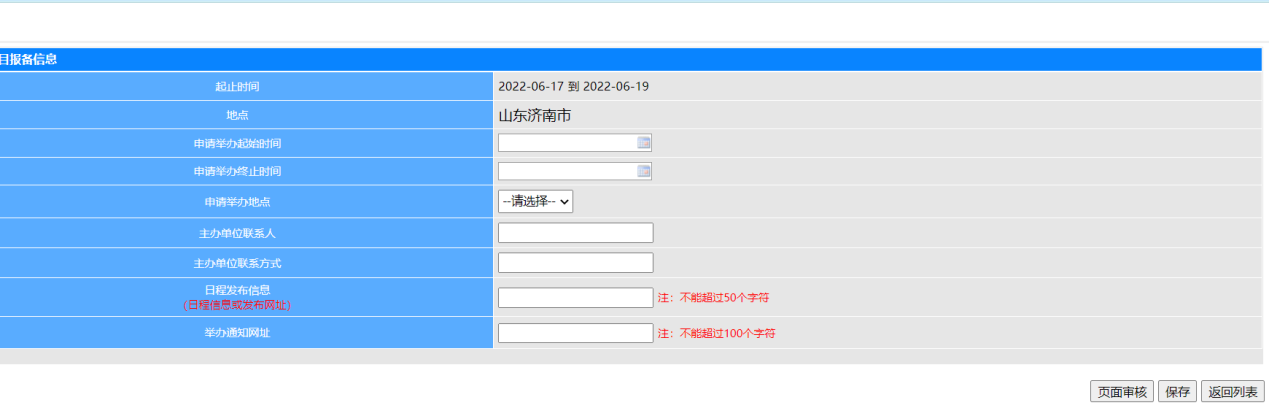 目报备信息
起止时间 2022-06-17 到 2022-06-19
地点 山东济南市
申请举办起始时间
申请举办终止时间
申请举办地点 --请选择--
主办单位联系人
主办单位联系方式
日程发布信息
(日程信息或发布网址) 注：不能超过50个字符
举办通知网址 注：不能超过100个字符
页面审核 保存 返回列表